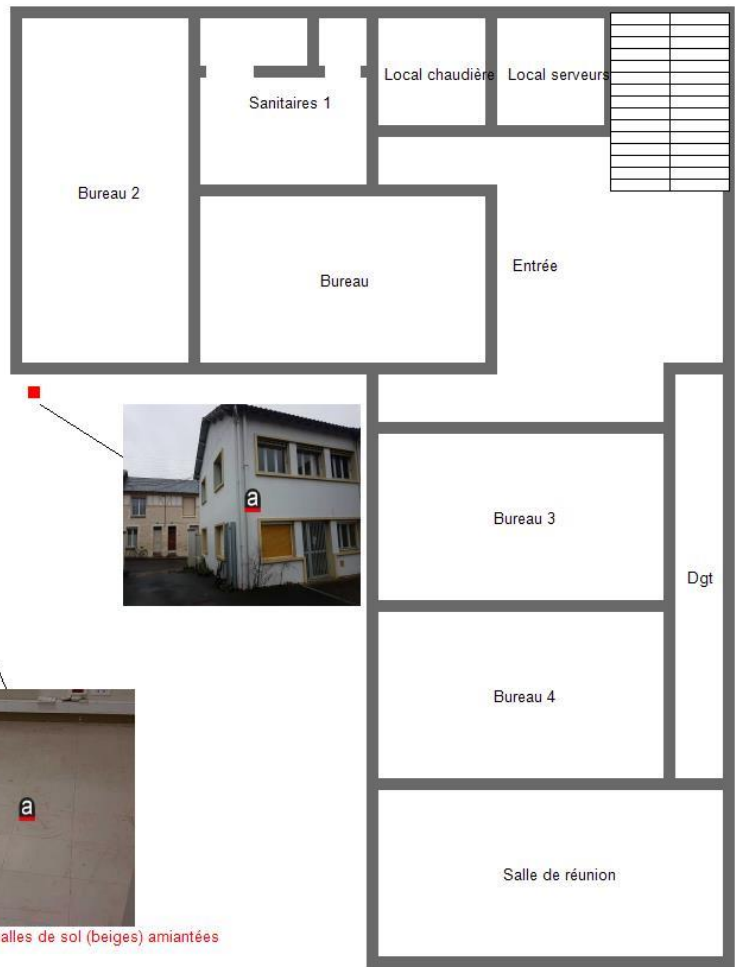 Local chaudière
Local serveurs
Sanitaires 1
Bureau 2
Entrée
Bureau
a
Bureau 3
Dgt
Bureau 4
a
Salle de réunion
alles de sol (beiges) amiantées